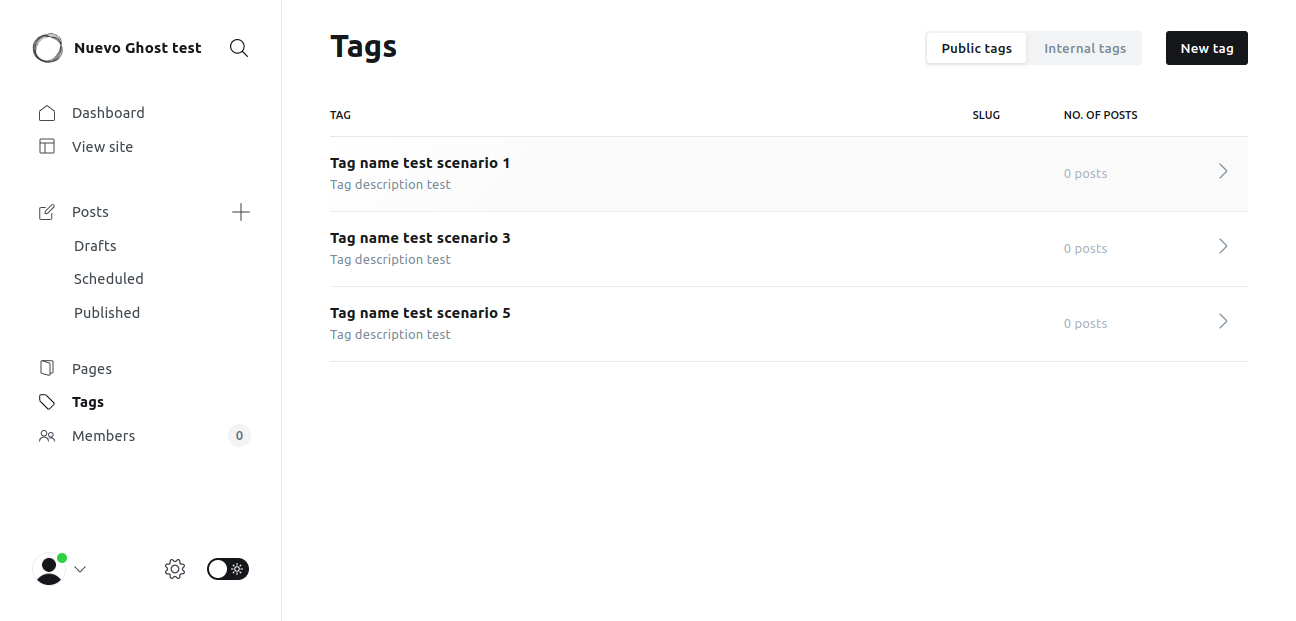 Nuevo Ghost test
Dashboard
View site
Posts
Drafts
Scheduled
Published
Pages
Tags
Members 0
Tags
Public tags Internal tags New tag
TAG SLUG NO. OF POSTS
Tag name test scenario 1
Tag description test
0 posts
Tag name test scenario 3
Tag description test
0 posts
Tag name test scenario 5
Tag description test
0 posts